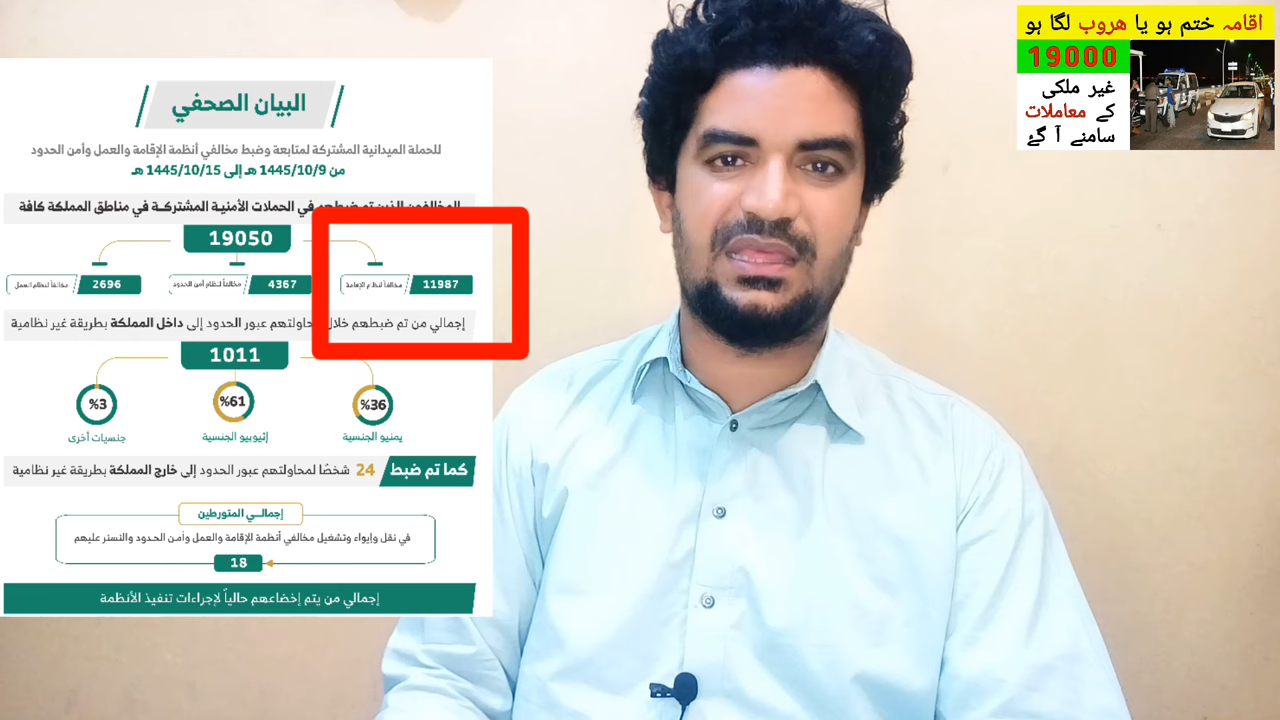 البيان الصحفي
للحملة الميدانية المشتركة لمتابعة وضبط مخالفي أنظمة الإقامة والعمل وأمن الحدود
من 1445/10/9 هـ إلى 1445/10/15 هـ
المخالفون الذين تم ضبطهم في الحملات الأمنية المشتركة في مناطق المملكة كافة
19050
11987 مخالفاً لنظام الإقامة
4367 مخالفاً لنظام أمن الحدود
2696 مخالفاً لنظام العمل
إجمالي من تم ضبطهم خلال محاولتهم عبور الحدود إلى داخل المملكة بطريقة غير نظامية
1011
%36 %61 %3
يمنيو الجنسية إثيوبيو الجنسية جنسيات أخرى
كما تم ضبط 24 شخصًا لمحاولتهم عبور الحدود إلى خارج المملكة بطريقة غير نظامية
إجمالي المتورطين
في نقل وإيواء وتشغيل مخالفي أنظمة الإقامة والعمل وأمن الحدود والتستر عليهم
18
إجمالي من يتم إخضاعهم حالياً لإجراءات تنفيذ الأنظمة
اقامہ ختم ہو یا ھروب لگا ہو
19000
غیر ملکی
کے معاملات
سامنے آ گئے